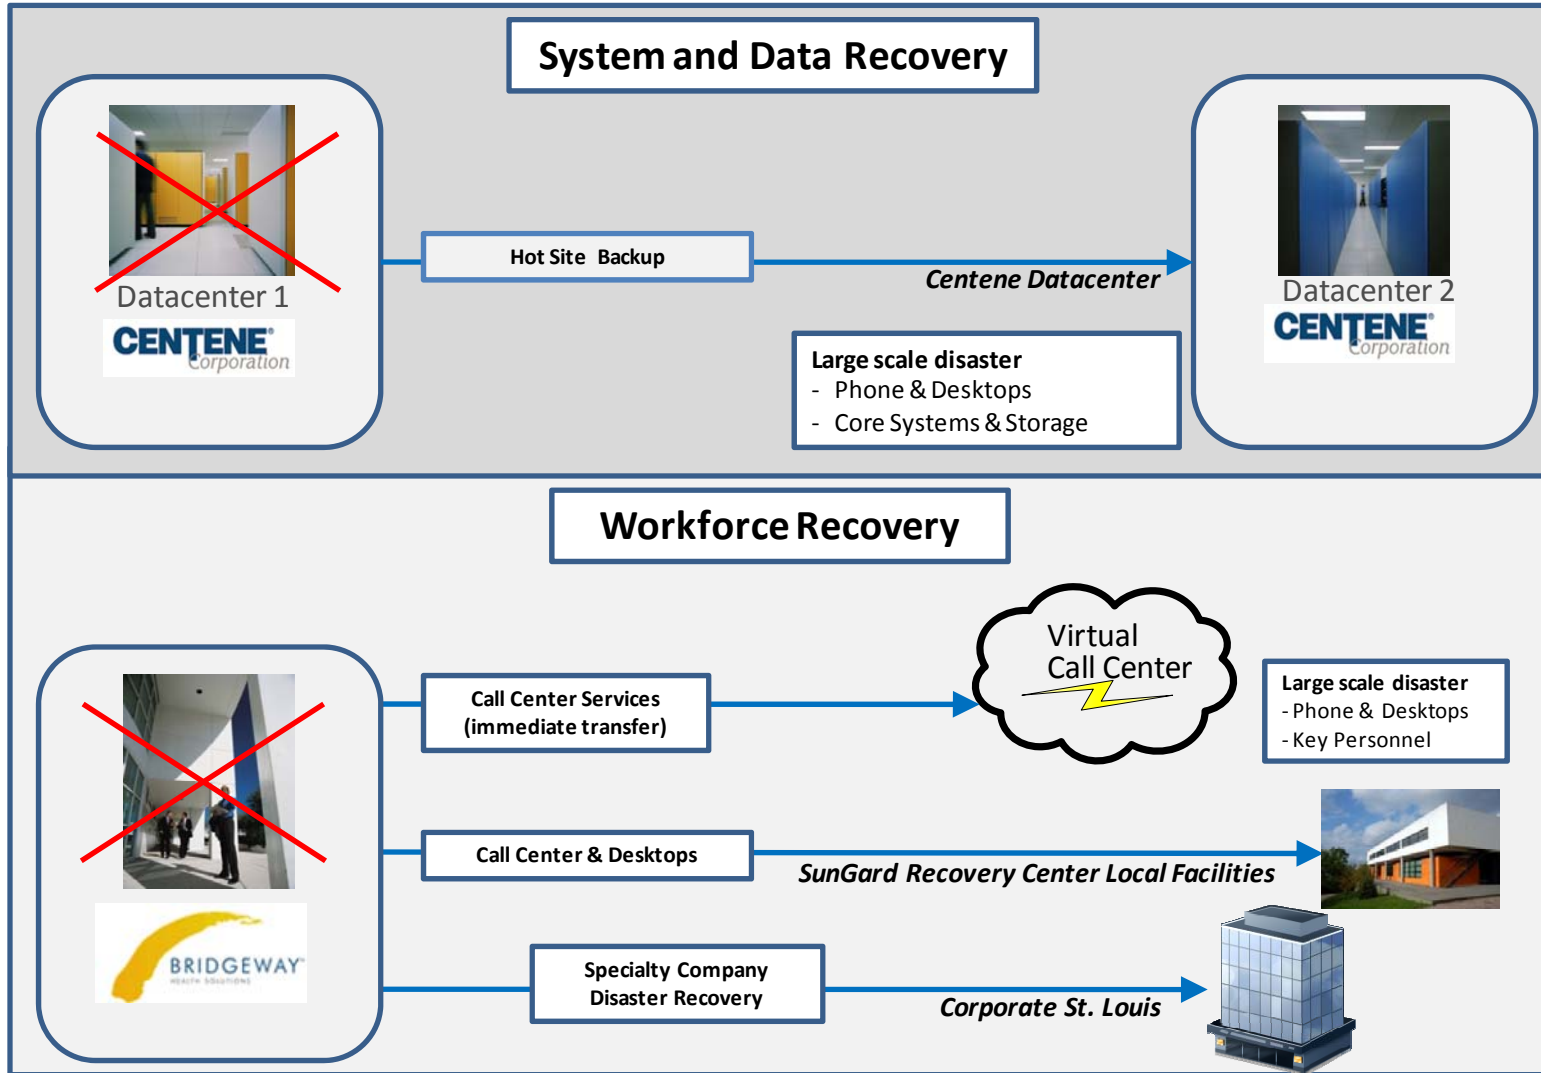 System and Data Recovery
Datacenter 1
CENTENE®
Corporation
Hot Site Backup
Centene Datacenter
Datacenter 2
CENTENE®
Corporation
Large scale disaster
- Phone & Desktops
- Core Systems & Storage
Workforce Recovery
BRIDGEWAY™
HEALTH SOLUTIONS
Call Center Services
(immediate transfer)
Virtual
Call Center
Large scale disaster
- Phone & Desktops
- Key Personnel
Call Center & Desktops
SunGard Recovery Center Local Facilities
Specialty Company
Disaster Recovery
Corporate St. Louis